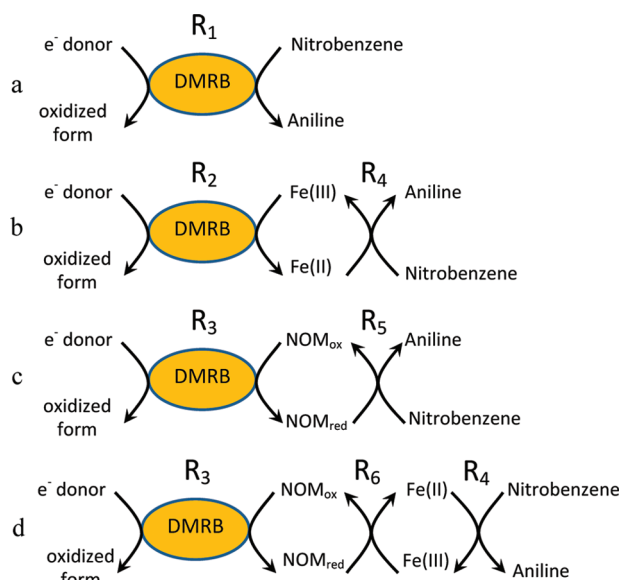 R₁
e⁻ donor
Nitrobenzene
a
DMRB
oxidized
form
Aniline
R₂
R₄
e⁻ donor
Fe(III)
Aniline
b
DMRB
oxidized
form
Fe(II)
Nitrobenzene
R₃
R₅
e⁻ donor
NOMox
Aniline
c
DMRB
oxidized
form
NOMred
Nitrobenzene
R₃
R₆
R₄
e⁻ donor
NOMox
Fe(II)
Nitrobenzene
d
DMRB
oxidized
form
NOMred
Fe(III)
Aniline